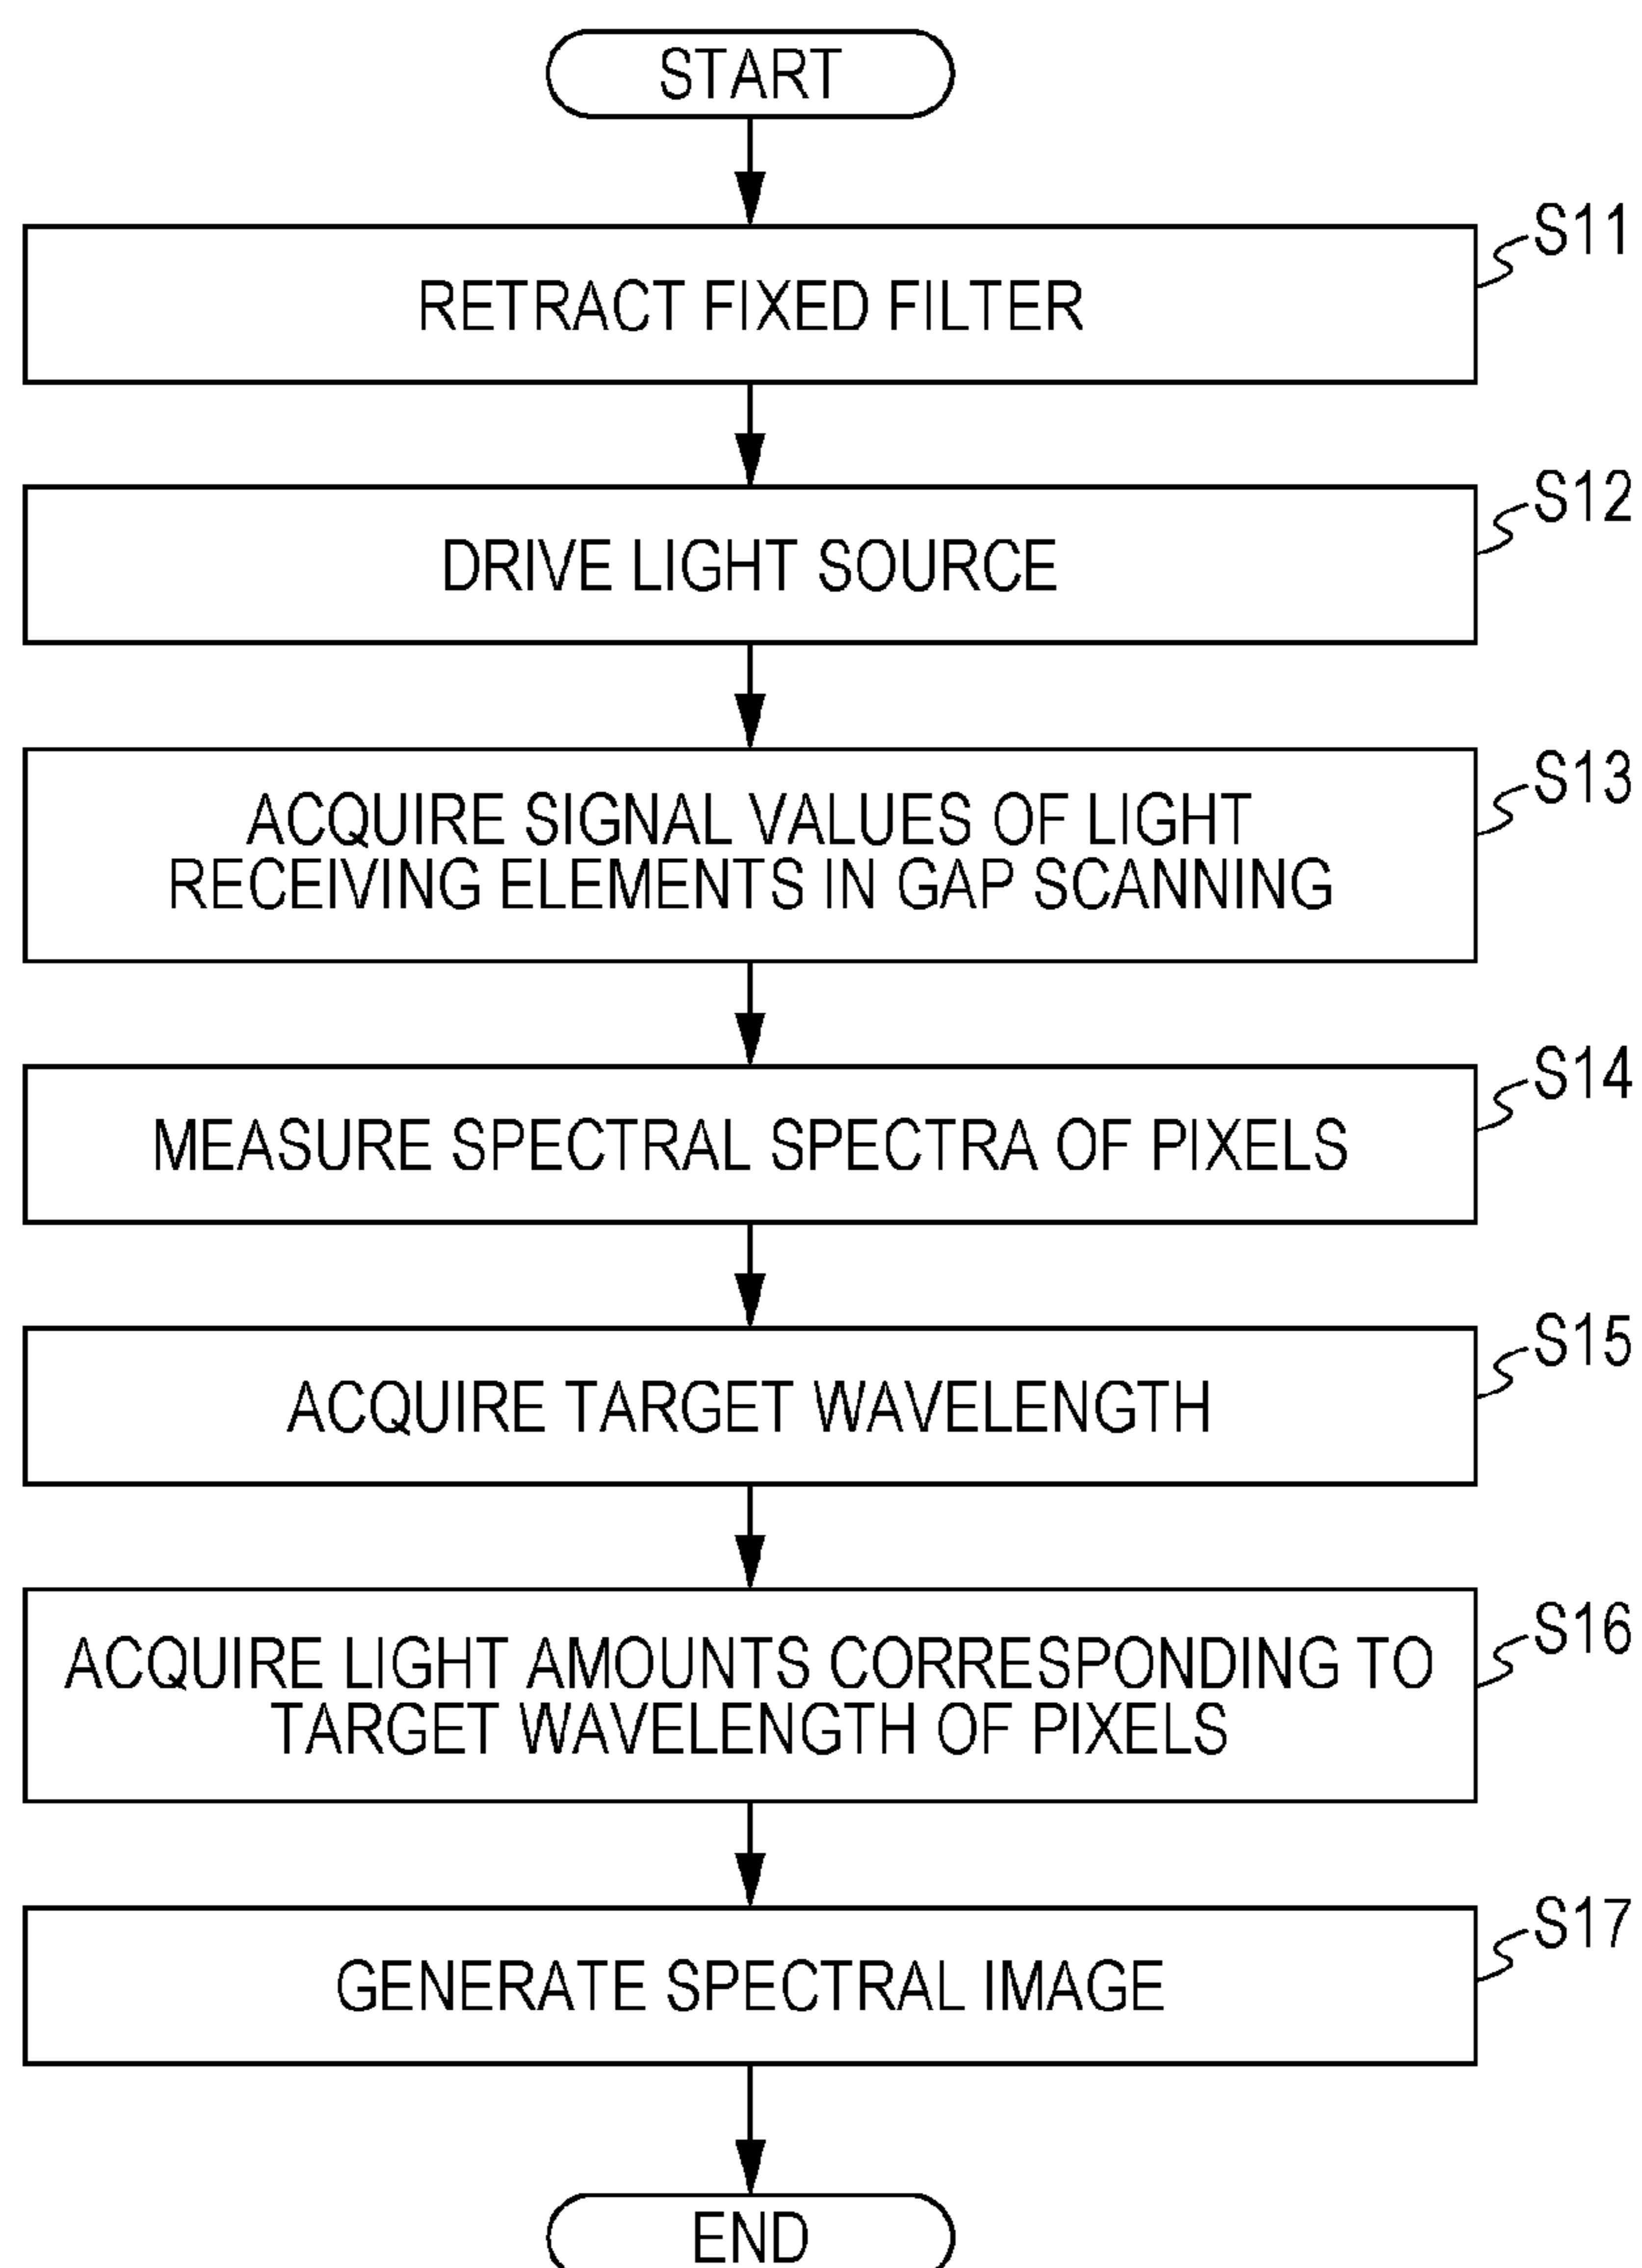 START
S11
RETRACT FIXED FILTER
S12
DRIVE LIGHT SOURCE
S13
ACQUIRE SIGNAL VALUES OF LIGHT
RECEIVING ELEMENTS IN GAP SCANNING
S14
MEASURE SPECTRAL SPECTRA OF PIXELS
S15
ACQUIRE TARGET WAVELENGTH
S16
ACQUIRE LIGHT AMOUNTS CORRESPONDING TO
TARGET WAVELENGTH OF PIXELS
S17
GENERATE SPECTRAL IMAGE
END